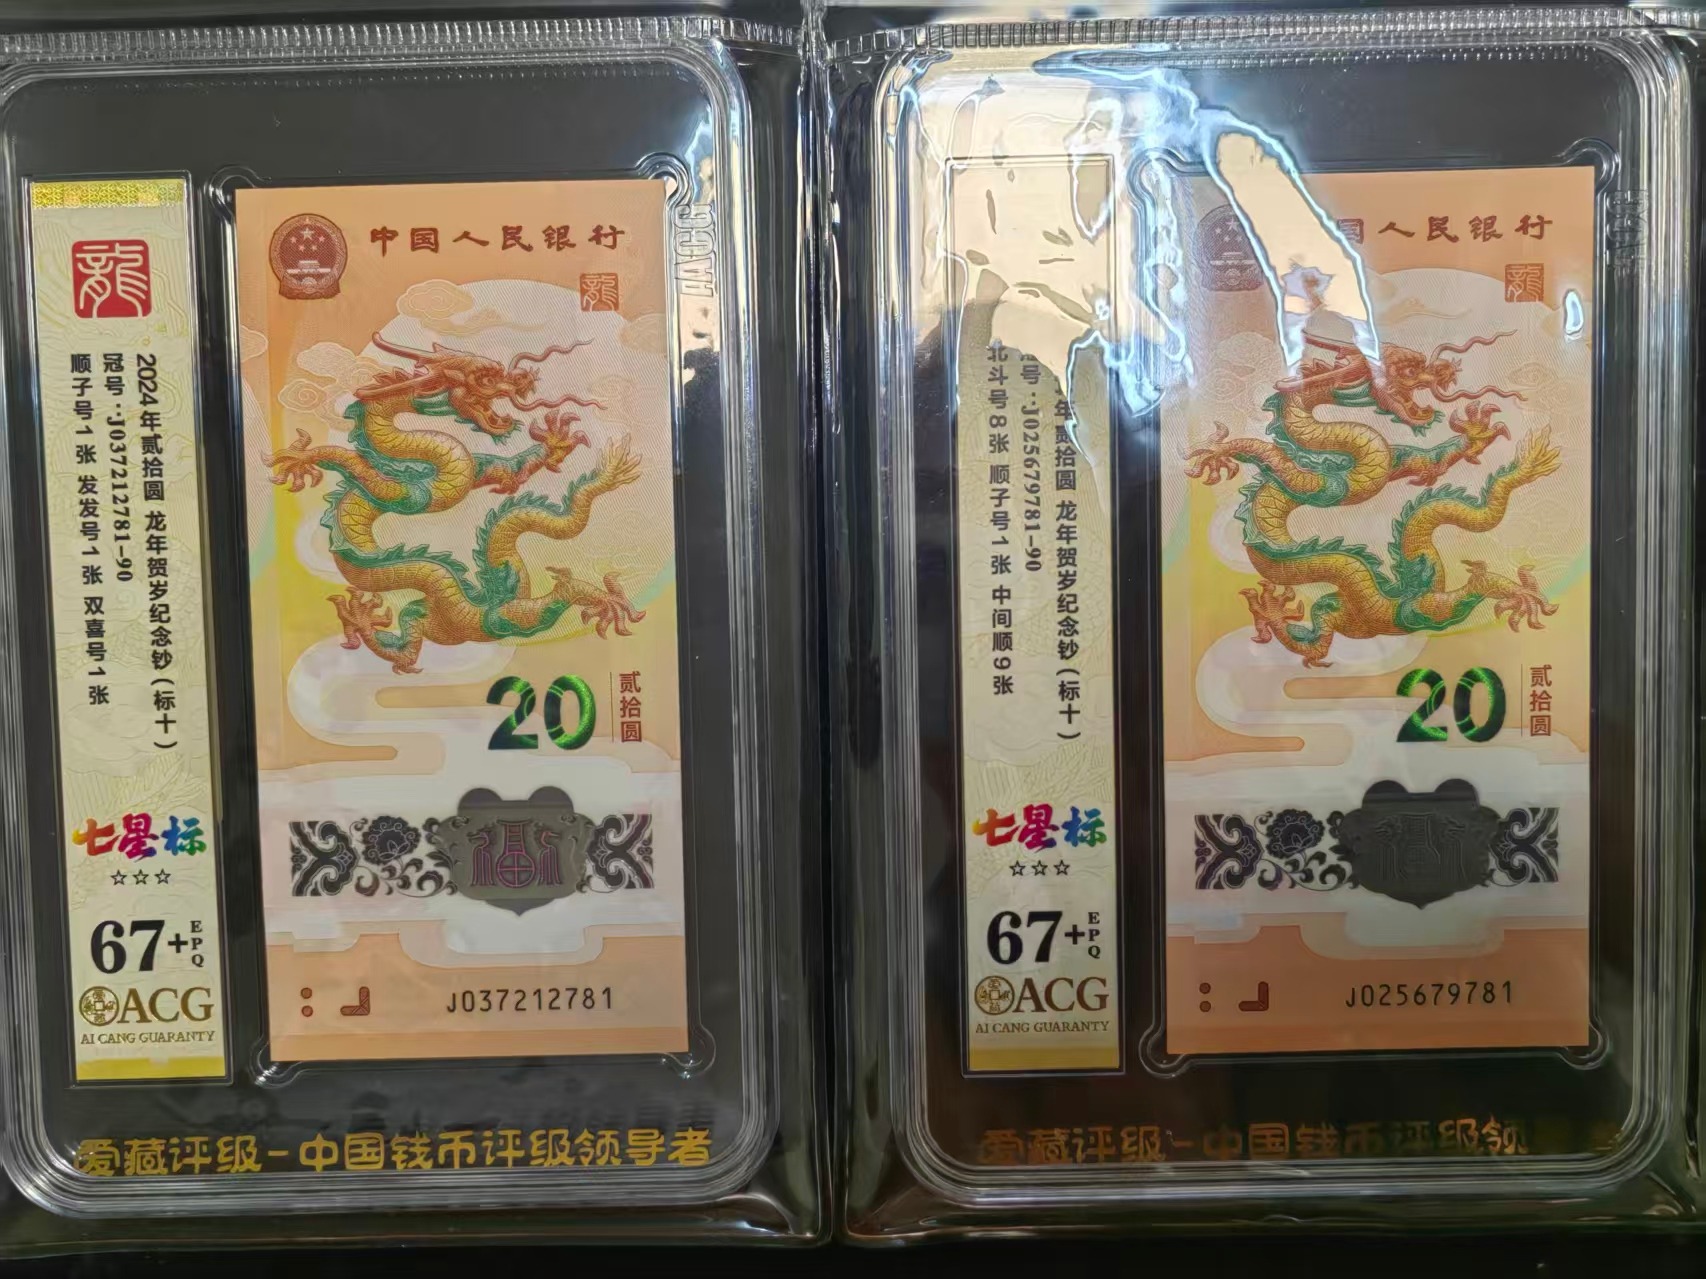 龍
2024年贰拾圆 龙年贺岁纪念钞(标十)
冠号:J037212781-90
顺子号1张 发发号1张 双喜号1张
七星标
☆☆☆
67+
EPQ
ACG
AI CANG GUARANTY
中国人民银行
龍
20
贰拾圆
J037212781
ACG
爱藏评级-中国钱币评级领导者
年贰拾圆 龙年贺岁纪念钞(标十)
号:J025679781-90
北斗号8张 顺子号1张 中间顺9张
七星标
☆☆☆
67+
EPQ
ACG
AI CANG GUARANTY
国人民银行
龍
20
贰拾圆
J025679781
爱藏评级-中国钱币评级领